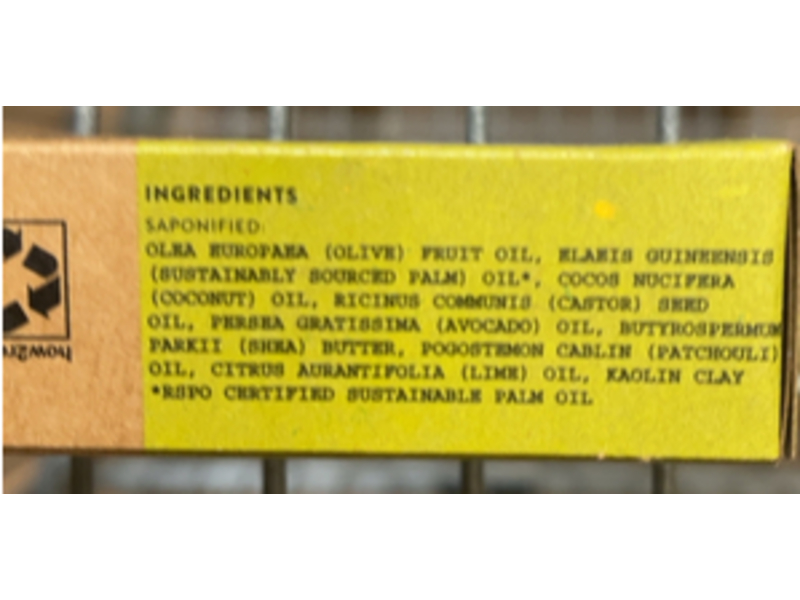 INGREDIENTS
SAPONIFIED:
OLEA EUROPAEA (OLIVE) FRUIT OIL, ELAEIS GUINEENSIS
(SUSTAINABLY SOURCED PALM) OIL*, COCOS NUCIFERA
(COCONUT) OIL, RICINUS COMMUNIS (CASTOR) SEED
OIL, PERSEA GRATISSIMA (AVOCADO) OIL, BUTYROSPERMUM
PARKII (SHEA) BUTTER, POGOSTEMON CABLIN (PATCHOULI)
OIL, CITRUS AURANTIFOLIA (LIME) OIL, KAOLIN CLAY
*RSPO CERTIFIED SUSTAINABLE PALM OIL